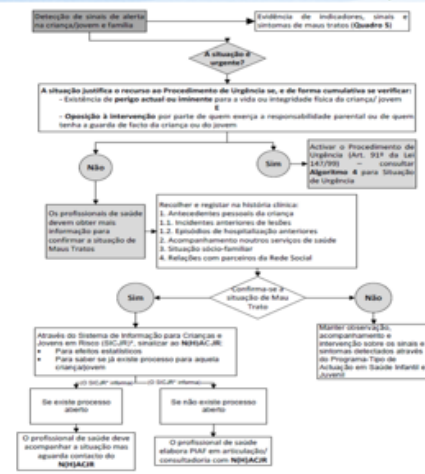 Detecção de sinais de alerta
na criança/jovem e família
Evidência de indicadores, sinais e
sintomas de maus tratos (Quadro 5)
A situação é
urgente?
A situação justifica o recurso ao Procedimento de Urgência se, e de forma cumulativa se verificar:
- Existência de perigo actual ou iminente para a vida ou integridade física da criança/ jovem
E
- Oposição à intervenção por parte de quem exerça a responsabilidade parental ou de quem
tenha a guarda de facto da criança ou do jovem
Não
Sim
Activar o Procedimento de
Urgência (Art. 91º da Lei
147/99) – consultar
Algoritmo 4 para Situação
de Urgência
Os profissionais de saúde
devem obter mais
informação para
confirmar a situação de
Maus Tratos
Recolher e registar na história clínica:
1. Antecedentes pessoais da criança
1.1. Incidentes anteriores de lesões
1.2. Episódios de hospitalização anteriores
2. Acompanhamento noutros serviços de saúde
3. Situação sócio-familiar
4. Relações com parceiros da Rede Social
Confirma-se a
situação de Mau
Trato
Sim
Não
Através do Sistema de Informação para Crianças e
Jovens em Risco (SICJR)*, sinalizar ao N(H)ACJR:
• Para efeitos estatísticos
• Para saber se já existe processo para aquela
criança/jovem
Manter observação,
acompanhamento e
intervenção sobre os sinais e
sintomas detectados através
do Programa-Tipo de
Actuação em Saúde Infantil e
Juvenil
(O SICJR* informa)
(O SICJR* informa)
Se existe processo
aberto
Se não existe processo
aberto
O profissional de saúde deve
acompanhar a situação mas
aguarda contacto do
N(H)ACJR
O profissional de saúde
elabora PIAF em articulação/
consultadoria com N(H)ACJR